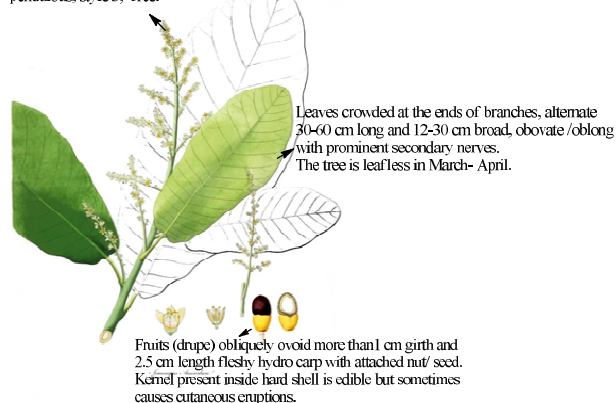 Leaves crowded at the ends of branches, alternate
30-60 cm long and 12-30 cm broad, obovate /oblong
with prominent secondary nerves.
The tree is leafless in March- April.
Fruits (drupe) obliquely ovoid more than1 cm girth and
2.5 cm length fleshy hydro carp with attached nut/ seed.
Kernel present inside hard shell is edible but sometimes
causes cutaneous eruptions.